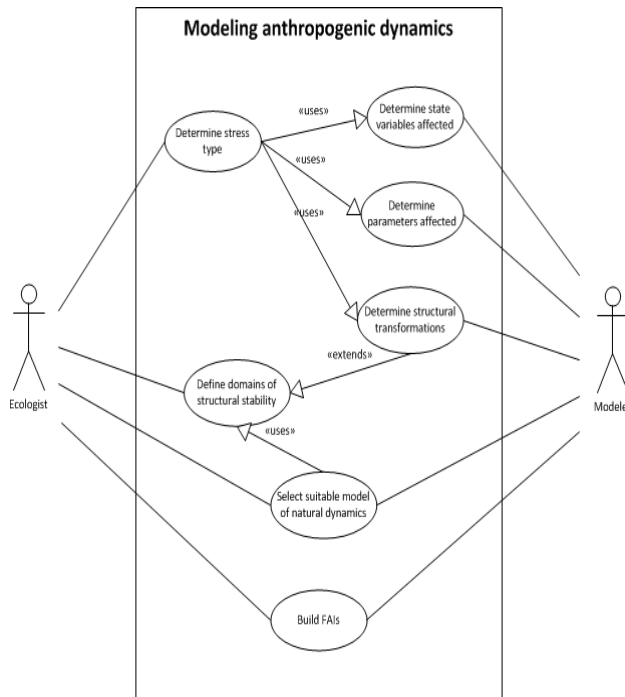 Modeling anthropogenic dynamics
«uses»
Determine state
variables affected
Determine stress
type
«uses»
Determine
parameters affected
«uses»
Determine structural
transformations
«extends»
Define domains of
structural stability
Ecologist
Modele
«uses»
Select suitable model
of natural dynamics
Build FAIs